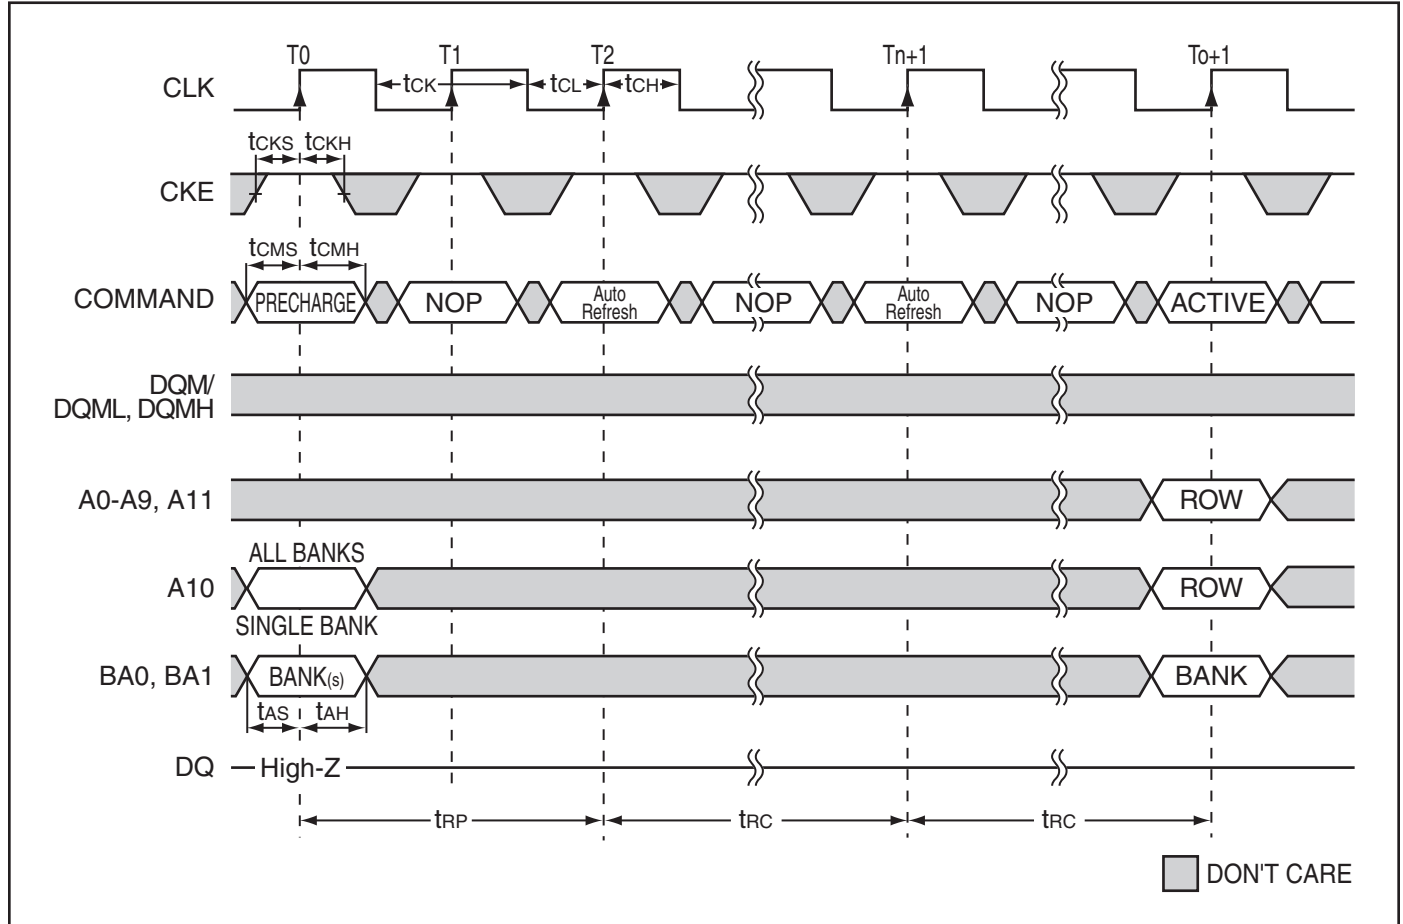 T0 T1 T2 Tn+1 To+1
CLK tCK tCL tCH
tCKS tCKH
CKE
tCMS tCMH
COMMAND PRECHARGE NOP Auto Refresh NOP Auto Refresh NOP ACTIVE
DQM/
DQML, DQMH
A0-A9, A11 ROW
ALL BANKS
A10 ROW
SINGLE BANK
BA0, BA1 BANK(s) BANK
tAS tAH
DQ High-Z
tRP tRC tRC
DON'T CARE